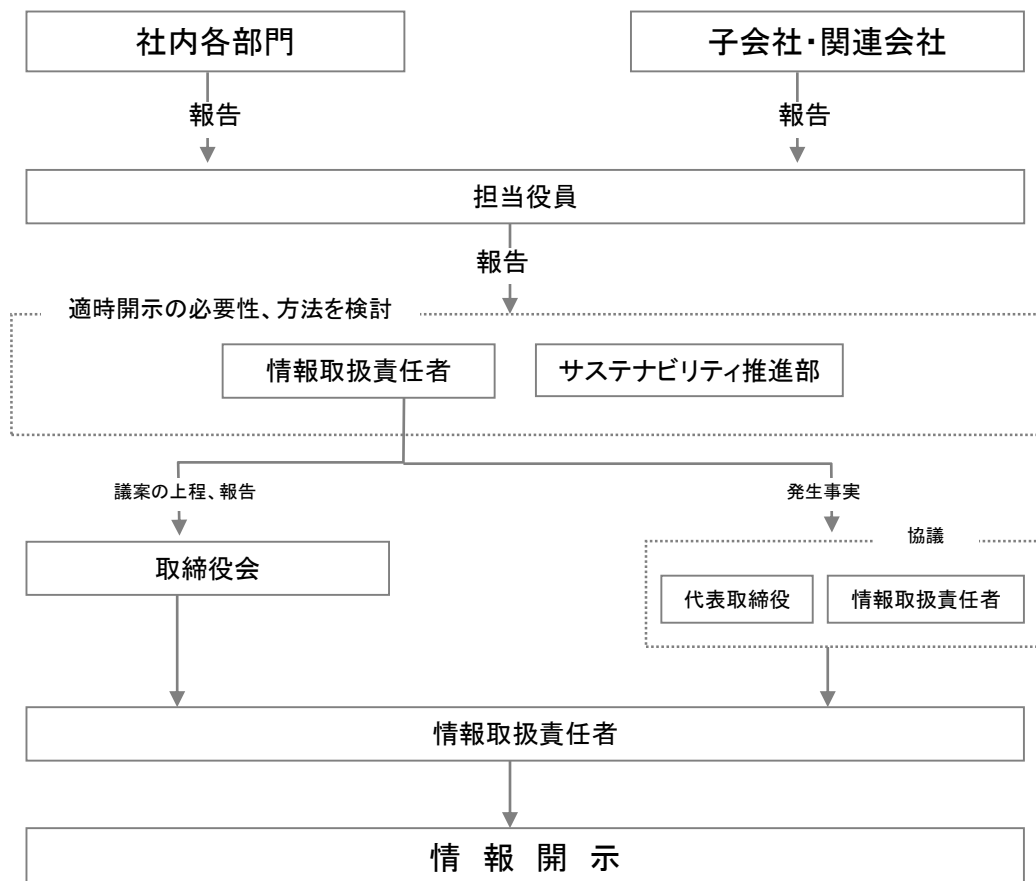 社内各部門
子会社・関連会社
報告
報告
担当役員
報告
適時開示の必要性、方法を検討
情報取扱責任者
サステナビリティ推進部
議案の上程、報告
発生事実
協議
取締役会
代表取締役
情報取扱責任者
情報取扱責任者
情 報 開 示